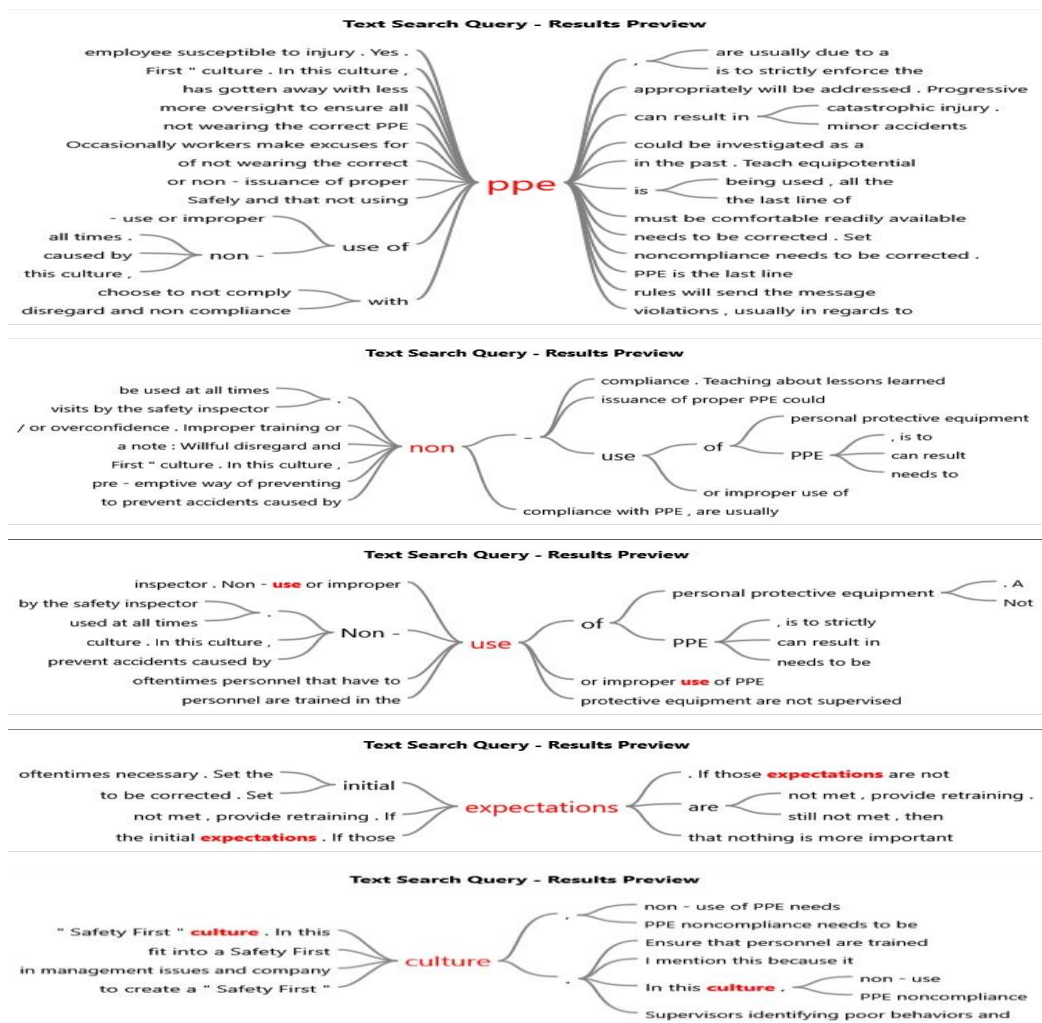 Text Search Query - Results Preview
employee susceptible to injury . Yes .
First " culture . In this culture ,
has gotten away with less
more oversight to ensure all
not wearing the correct PPE
Occasionally workers make excuses for
of not wearing the correct
or non - issuance of proper
Safely and that not using
- use or improper
all times .
caused by
this culture ,
non -
use of
choose to not comply
disregard and non compliance
with
ppe
,
are usually due to a
is to strictly enforce the
appropriately will be addressed . Progressive
can result in
catastrophic injury .
minor accidents
could be investigated as a
in the past . Teach equipotential
is
being used , all the
the last line of
must be comfortable readily available
needs to be corrected . Set
noncompliance needs to be corrected .
PPE is the last line
rules will send the message
violations , usually in regards to
Text Search Query - Results Preview
be used at all times
visits by the safety inspector
.
/ or overconfidence . Improper training or
a note : Willful disregard and
First " culture . In this culture ,
pre - emptive way of preventing
to prevent accidents caused by
non
-
compliance . Teaching about lessons learned
issuance of proper PPE could
use
of
personal protective equipment
PPE
, is to
can result
needs to
or improper use of
compliance with PPE , are usually
Text Search Query - Results Preview
inspector . Non - use or improper
by the safety inspector
used at all times
.
culture . In this culture ,
prevent accidents caused by
Non -
oftentimes personnel that have to
personnel are trained in the
use
of
personal protective equipment
. A
Not
PPE
, is to strictly
can result in
needs to be
or improper use of PPE
protective equipment are not supervised
Text Search Query - Results Preview
oftentimes necessary . Set the
to be corrected . Set
initial
not met , provide retraining . If
the initial expectations . If those
expectations
. If those expectations are not
are
not met , provide retraining .
still not met , then
that nothing is more important
Text Search Query - Results Preview
" Safety First " culture . In this
fit into a Safety First
in management issues and company
to create a " Safety First "
culture
,
non - use of PPE needs
PPE noncompliance needs to be
.
Ensure that personnel are trained
I mention this because it
In this culture ,
non - use
PPE noncompliance
Supervisors identifying poor behaviors and